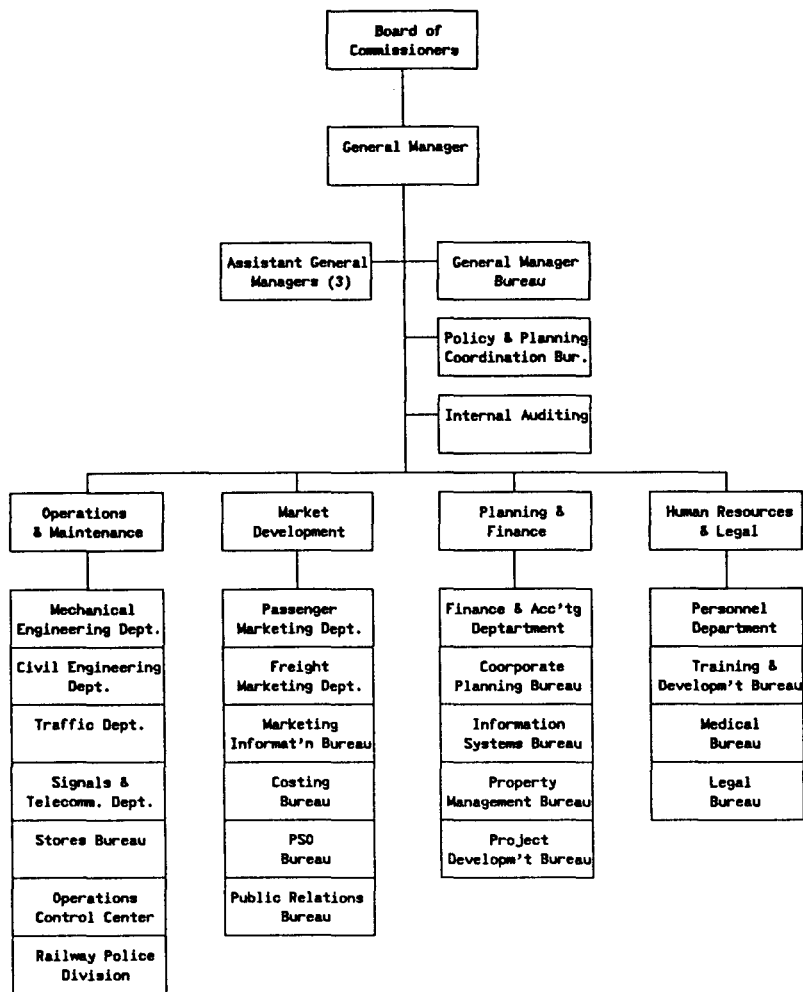 Board of
Commissioners
General Manager
Assistant General
Managers (3)
General Manager
Bureau
Policy & Planning
Coordination Bur.
Internal Auditing
Operations
& Maintenance
Market
Development
Planning &
Finance
Human Resources
& Legal
Mechanical
Engineering Dept.
Civil Engineering
Dept.
Traffic Dept.
Signals &
Telecomm. Dept.
Stores Bureau
Operations
Control Center
Railway Police
Division
Passenger
Marketing Dept.
Freight
Marketing Dept.
Marketing
Informat'n Bureau
Costing
Bureau
PSO
Bureau
Public Relations
Bureau
Finance & Acc'tg
Deptartment
Coorporate
Planning Bureau
Information
Systems Bureau
Property
Management Bureau
Project
Developm't Bureau
Personnel
Department
Training &
Developm't Bureau
Medical
Bureau
Legal
Bureau